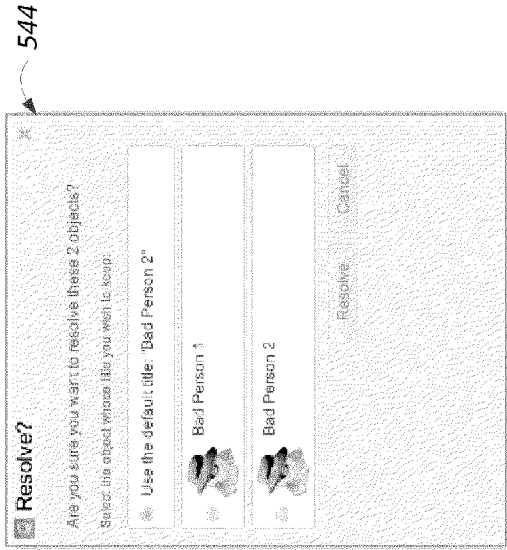 544
Resolve?
Are you sure you want to resolve these 2 objects?
Select the object whose title you wish to keep:
Use the default title: "Bad Person 2"
Bad Person 1
Bad Person 2
Resolve Cancel